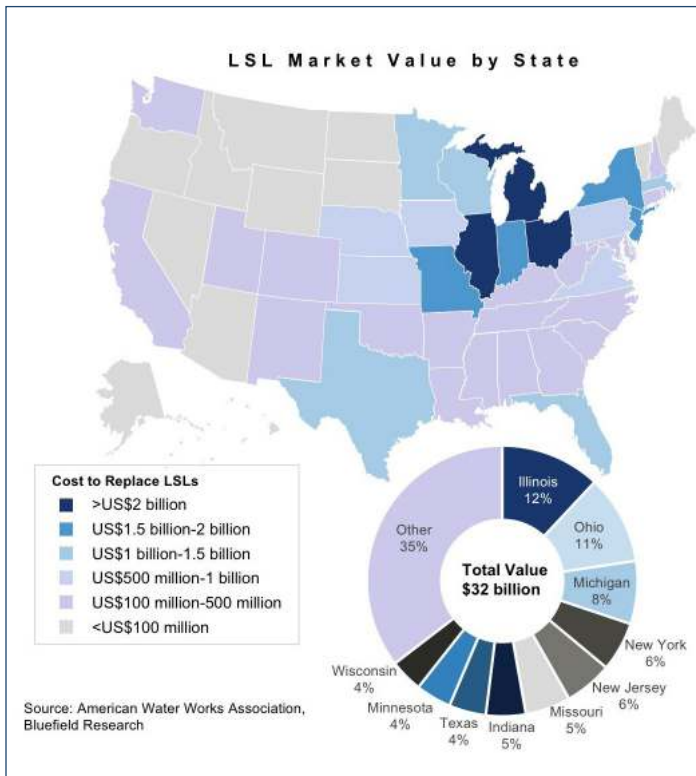 LSL Market Value by State
Cost to Replace LSLs
>US$2 billion
US$1.5 billion-2 billion
US$1 billion-1.5 billion
US$500 million-1 billion
US$100 million-500 million
<US$100 million
Illinois
12%
Ohio
11%
Michigan
8%
New York
6%
New Jersey
6%
Missouri
5%
Indiana
5%
Texas
4%
Minnesota
4%
Wisconsin
4%
Other
35%
Total Value
$32 billion
Source: American Water Works Association,
Bluefield Research